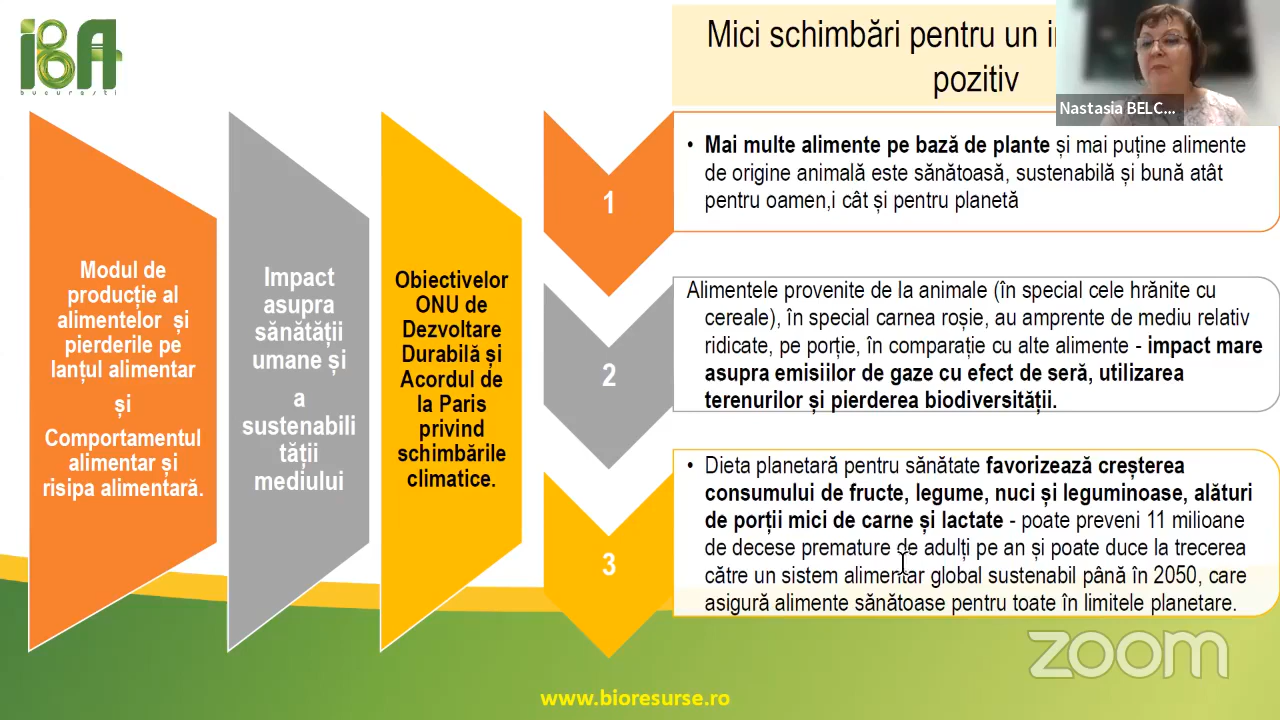 IBA
bucurești
Mici schimbări pentru un
pozitiv
Nastasia BELC...
Modul de
producție al
alimentelor și
pierderile pe
lanțul alimentar
și
Comportamentul
alimentar și
risipa alimentară.
Impact
asupra
sănătății
umane și
a
sustenabili
tății
mediului
Obiectivelor
ONU de
Dezvoltare
Durabilă și
Acordul de
la Paris
privind
schimbările
climatice.
1
• Mai multe alimente pe bază de plante și mai puține alimente
de origine animală este sănătoasă, sustenabilă și bună atât
pentru oamen,i cât și pentru planetă
2
Alimentele provenite de la animale (în special cele hrănite cu
cereale), în special carnea roșie, au amprente de mediu relativ
ridicate, pe porție, în comparație cu alte alimente - impact mare
asupra emisiilor de gaze cu efect de seră, utilizarea
terenurilor și pierderea biodiversității.
3
• Dieta planetară pentru sănătate favorizează creșterea
consumului de fructe, legume, nuci și leguminoase, alături
de porții mici de carne și lactate - poate preveni 11 milioane
de decese premature de adulți pe an și poate duce la trecerea
către un sistem alimentar global sustenabil până în 2050, care
asigură alimente sănătoase pentru toate în limitele planetare.
zoom
www.bioresurse.ro